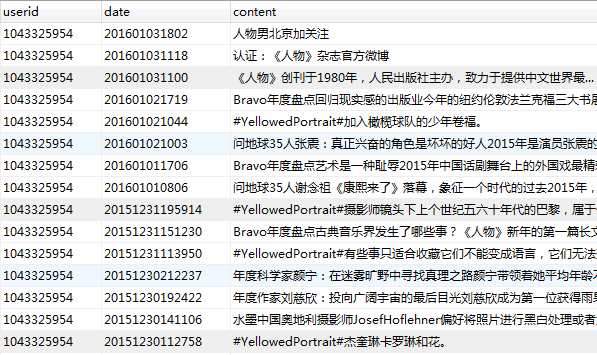 userid date content
1043325954 201601031802 人物男北京加关注
1043325954 201601031118 认证：《人物》杂志官方微博
1043325954 201601031100 《人物》创刊于1980年，人民出版社主办，致力于提供中文世界最...
1043325954 201601021719 Bravo年度盘点回归现实感的出版业今年的纽约伦敦法兰克福三大书展
1043325954 201601021044 #YellowedPortrait#加入橄榄球队的少年卷福。
1043325954 201601021003 问地球35人张震：真正兴奋的角色是坏坏的好人2015年是演员张震的
1043325954 201601011706 Bravo年度盘点艺术是一种耻辱2015年中国话剧舞台上的外国戏最精
1043325954 201601010806 问地球35人谢念祖《康熙来了》落幕，象征一个时代的过去2015年，
1043325954 20151231195914 #YellowedPortrait#摄影师镜头下上个世纪五六十年代的巴黎，属于
1043325954 20151231151230 Bravo年度盘点古典音乐界发生了哪些事？《人物》新年的第一篇长文
1043325954 20151231113950 #YellowedPortrait#有些事只适合收藏它们不能变成语言，它们无法
1043325954 20151230212237 年度科学家颜宁：在迷雾旷野中寻找真理之路颜宁带领着她平均年龄不
1043325954 20151230192422 年度作家刘慈欣：投向广阔宇宙的最后目光刘慈欣成为第一位获得雨果
1043325954 20151230141106 水墨中国奥地利摄影师JosefHoflehner偏好将照片进行黑白处理或者
1043325954 20151230112758 #YellowedPortrait#杰奎琳卡罗琳和花。